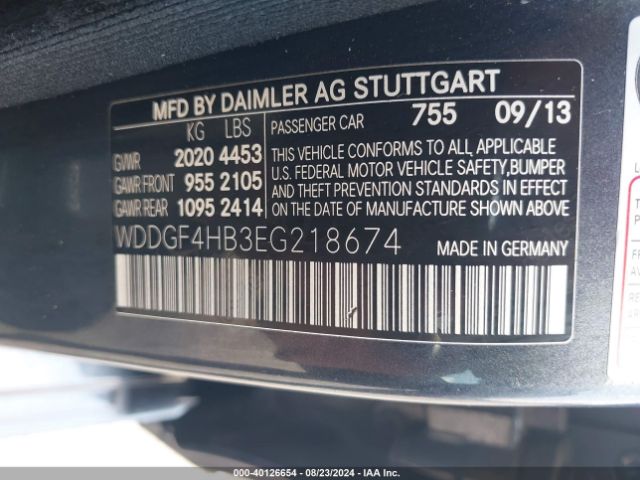 MFD BY DAIMLER AG STUTTGART
KG LBS
PASSENGER CAR 755 09/13
GVWR 2020 4453
GAWR FRONT 955 2105
GAWR REAR 1095 2414
THIS VEHICLE CONFORMS TO ALL APPLICABLE
U.S. FEDERAL MOTOR VEHICLE SAFETY,BUMPER
AND THEFT PREVENTION STANDARDS IN EFFECT
ON THE DATE OF MANUFACTURE SHOWN ABOVE
WDDGF4HB3EG218674
MADE IN GERMANY
000-40126654 - 08/23/2024 - IAA Inc.